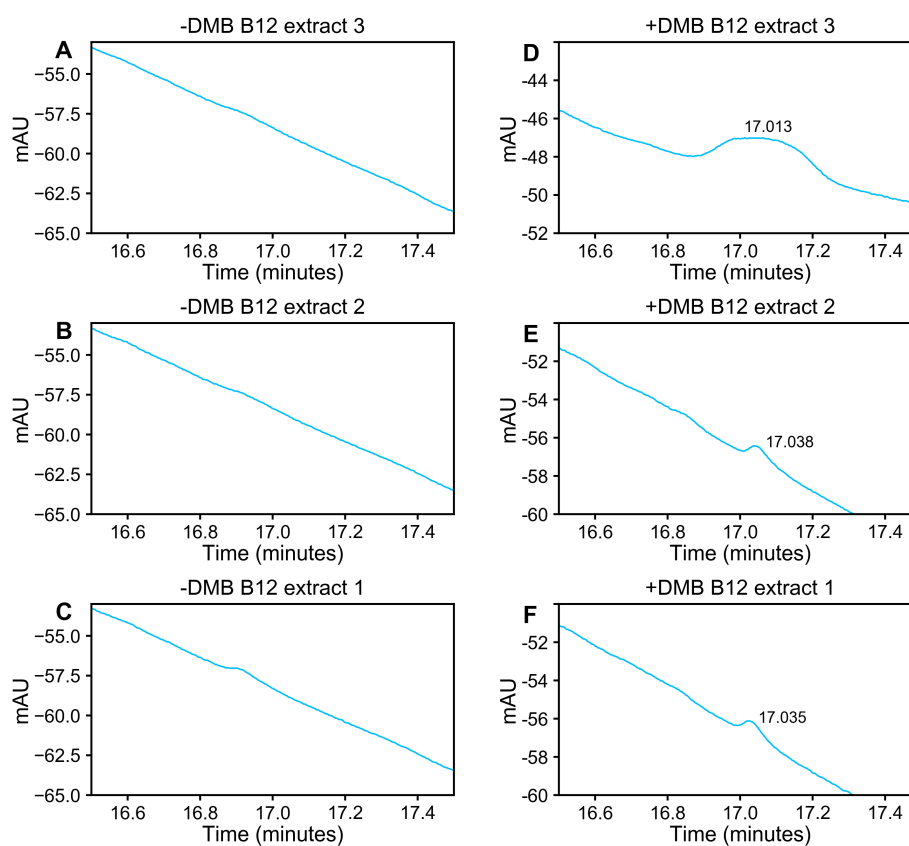 -DMB B12 extract 3
A
−55.0
−57.5
−60.0
−62.5
−65.0
mAU
16.6 16.8 17.0 17.2 17.4
Time (minutes)
+DMB B12 extract 3
D
-44
-46
-48
-50
-52
mAU
17.013
16.6 16.8 17.0 17.2 17.4
Time (minutes)
-DMB B12 extract 2
B
−55.0
−57.5
−60.0
−62.5
−65.0
mAU
16.6 16.8 17.0 17.2 17.4
Time (minutes)
+DMB B12 extract 2
E
-52
-54
-56
-58
-60
mAU
17.038
16.6 16.8 17.0 17.2 17.4
Time (minutes)
-DMB B12 extract 1
C
−55.0
−57.5
−60.0
−62.5
−65.0
mAU
16.6 16.8 17.0 17.2 17.4
Time (minutes)
+DMB B12 extract 1
F
-52
-54
-56
-58
-60
mAU
17.035
16.6 16.8 17.0 17.2 17.4
Time (minutes)